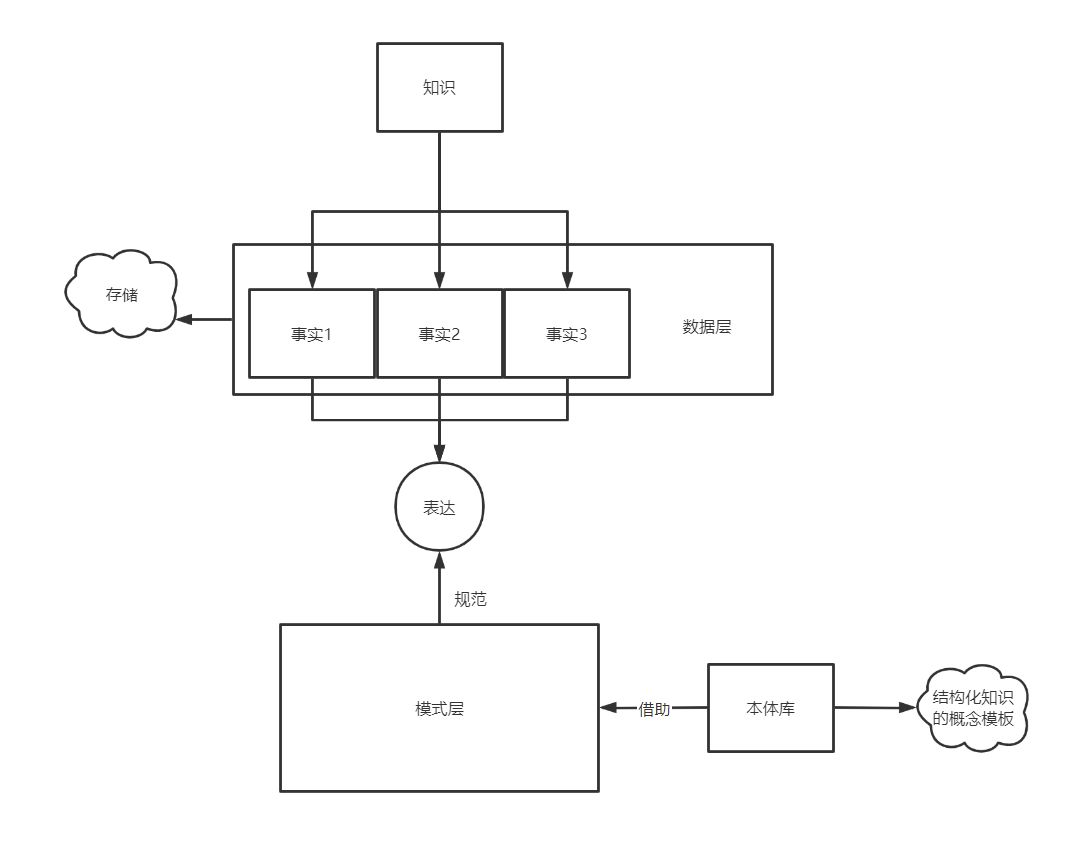 知识
存储
事实1
事实2
事实3
数据层
表达
规范
模式层
借助
本体库
结构化知识
的概念模板